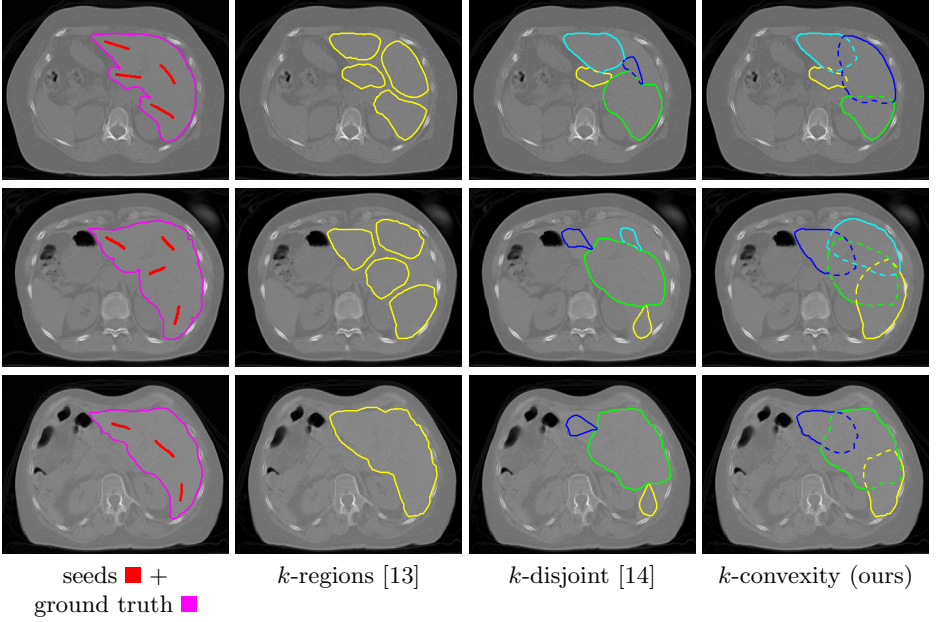 seeds +
ground truth
k-regions [13]
k-disjoint [14]
k-convexity (ours)